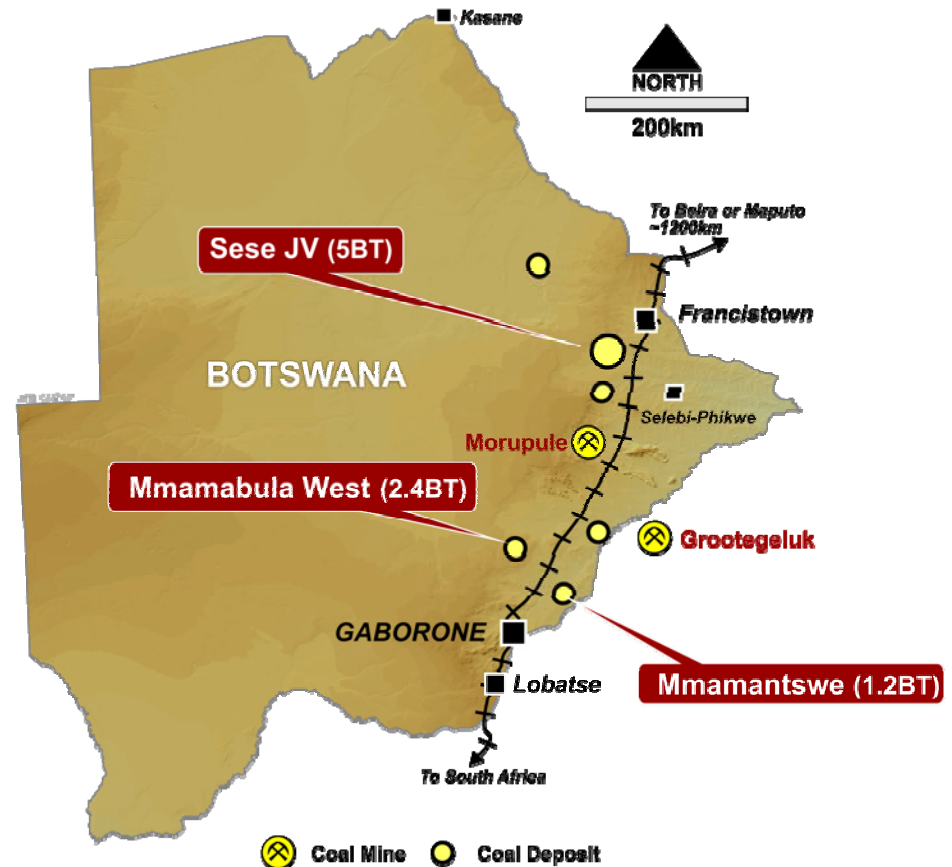 Kasane
NORTH
200km
To Beira or Maputo
~1200km
Sese JV (5BT)
Francistown
BOTSWANA
Selebi-Phikwe
Morupule
Mmamabula West (2.4BT)
Grootegeluk
GABORONE
Lobatse
Mmamantswe (1.2BT)
To South Africa
Coal Mine
Coal Deposit